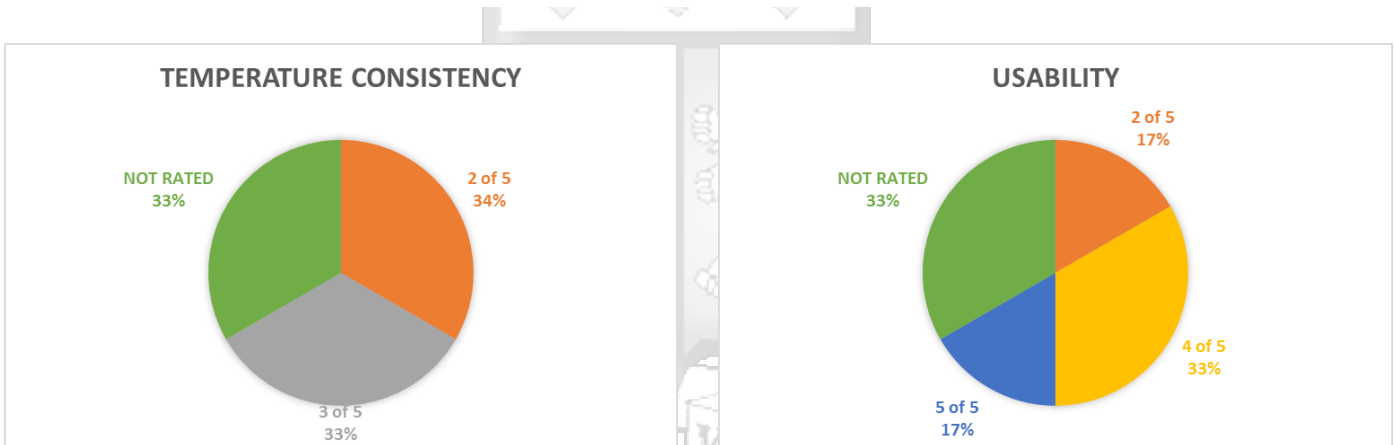 TEMPERATURE CONSISTENCY
NOT RATED
33%
2 of 5
34%
3 of 5
33%
USABILITY
2 of 5
17%
NOT RATED
33%
4 of 5
33%
5 of 5
17%